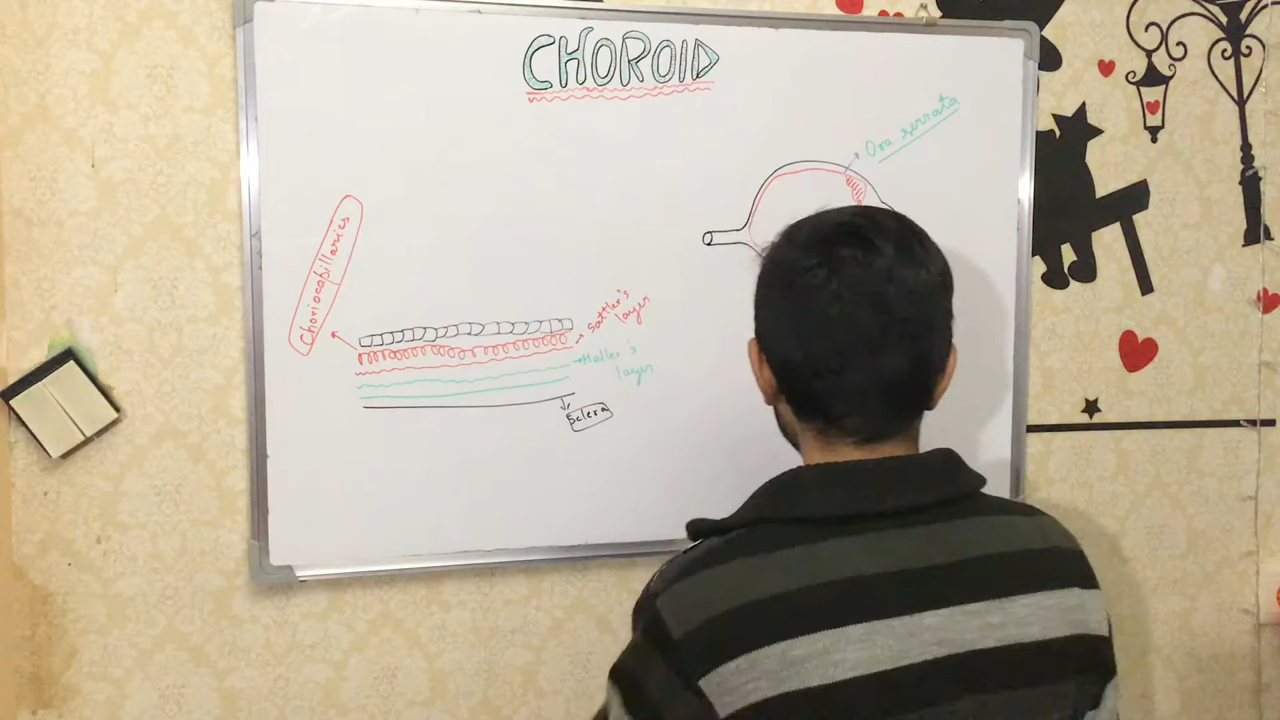 CHOROID
Ora serrata
Choriocapillaries
Sattler's
layer
Haller's
layer
Sclera